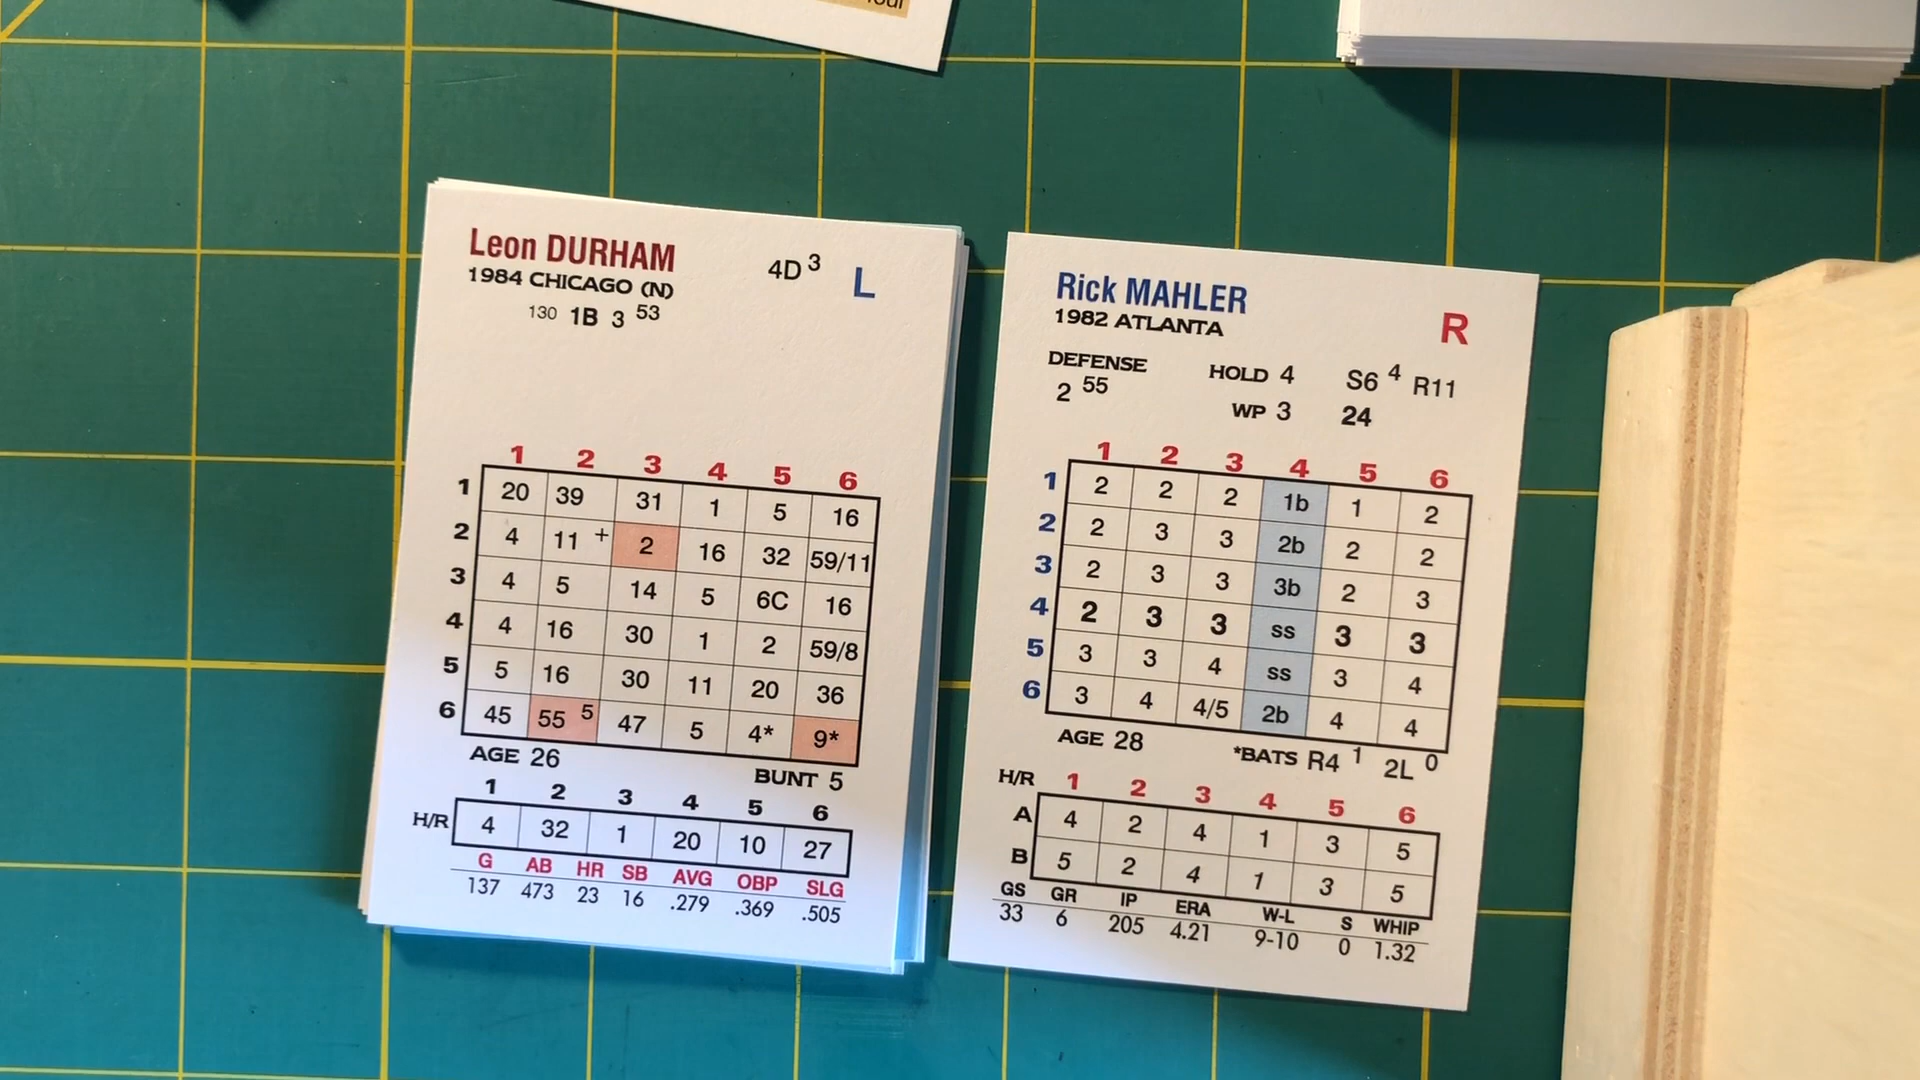 Leon DURHAM 4D 3 L
1984 CHICAGO (N)
130 1B 3 53
1 2 3 4 5 6
1 20 39 31 1 5 16
2 4 11 + 2 16 32 59/11
3 4 5 14 5 6C 16
4 4 16 30 1 2 59/8
5 5 16 30 11 20 36
6 45 55 5 47 5 4* 9*
AGE 26 BUNT 5
1 2 3 4 5 6
H/R 4 32 1 20 10 27
G AB HR SB AVG OBP SLG
137 473 23 16 .279 .369 .505
Rick MAHLER R
1982 ATLANTA
DEFENSE HOLD 4 S6 4 R11
2 55 WP 3 24
1 2 3 4 5 6
1 2 2 2 1b 1 2
2 2 3 3 2b 2 2
3 2 3 3 3b 2 3
4 2 3 3 ss 3 3
5 3 3 4 ss 3 4
6 3 4 4/5 2b 4 4
AGE 28 *BATS R4 1 2L 0
H/R 1 2 3 4 5 6
A 4 2 4 1 3 5
B 5 2 4 1 3 5
GS GR IP ERA W-L S WHIP
33 6 205 4.21 9-10 0 1.32